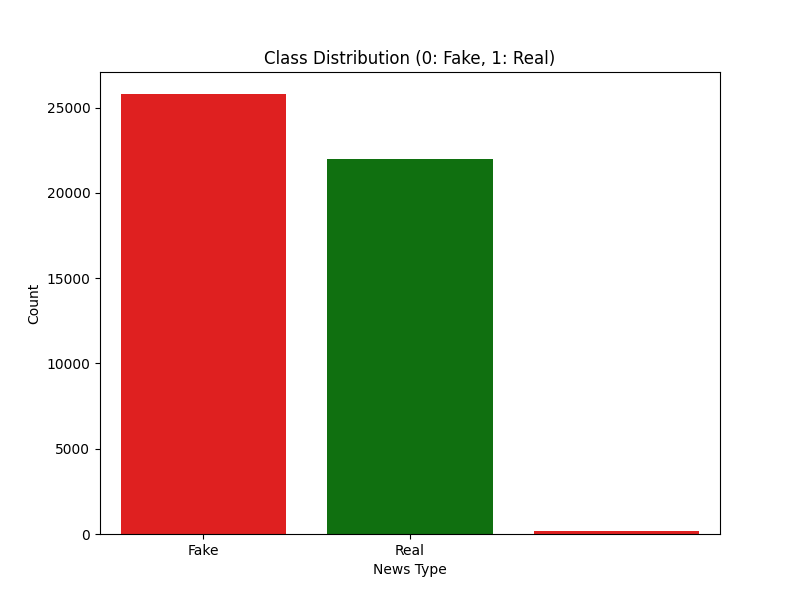 Class Distribution (0: Fake, 1: Real)
25000
20000
15000
10000
5000
0
Count
Fake Real
News Type